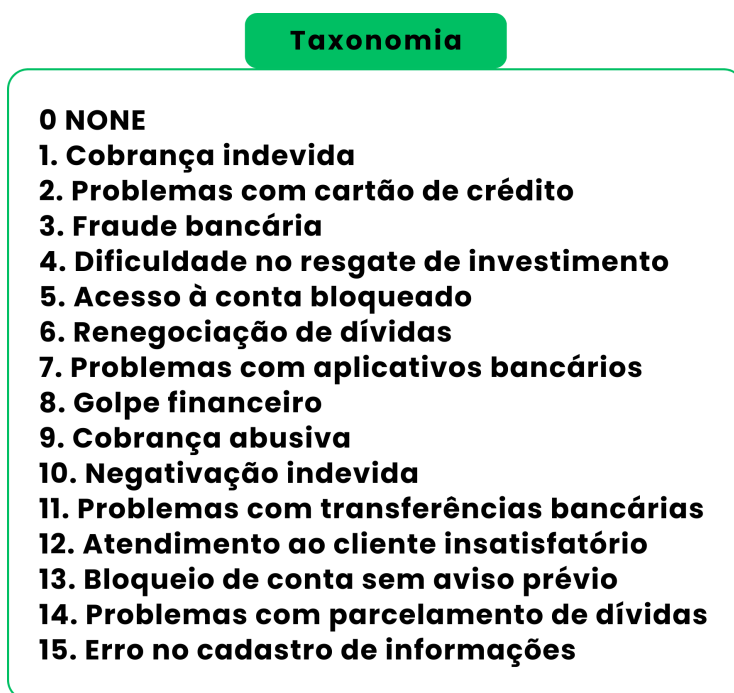 Taxonomia
0 NONE
1. Cobrança indevida
2. Problemas com cartão de crédito
3. Fraude bancária
4. Dificuldade no resgate de investimento
5. Acesso à conta bloqueado
6. Renegociação de dívidas
7. Problemas com aplicativos bancários
8. Golpe financeiro
9. Cobrança abusiva
10. Negativação indevida
11. Problemas com transferências bancárias
12. Atendimento ao cliente insatisfatório
13. Bloqueio de conta sem aviso prévio
14. Problemas com parcelamento de dívidas
15. Erro no cadastro de informações